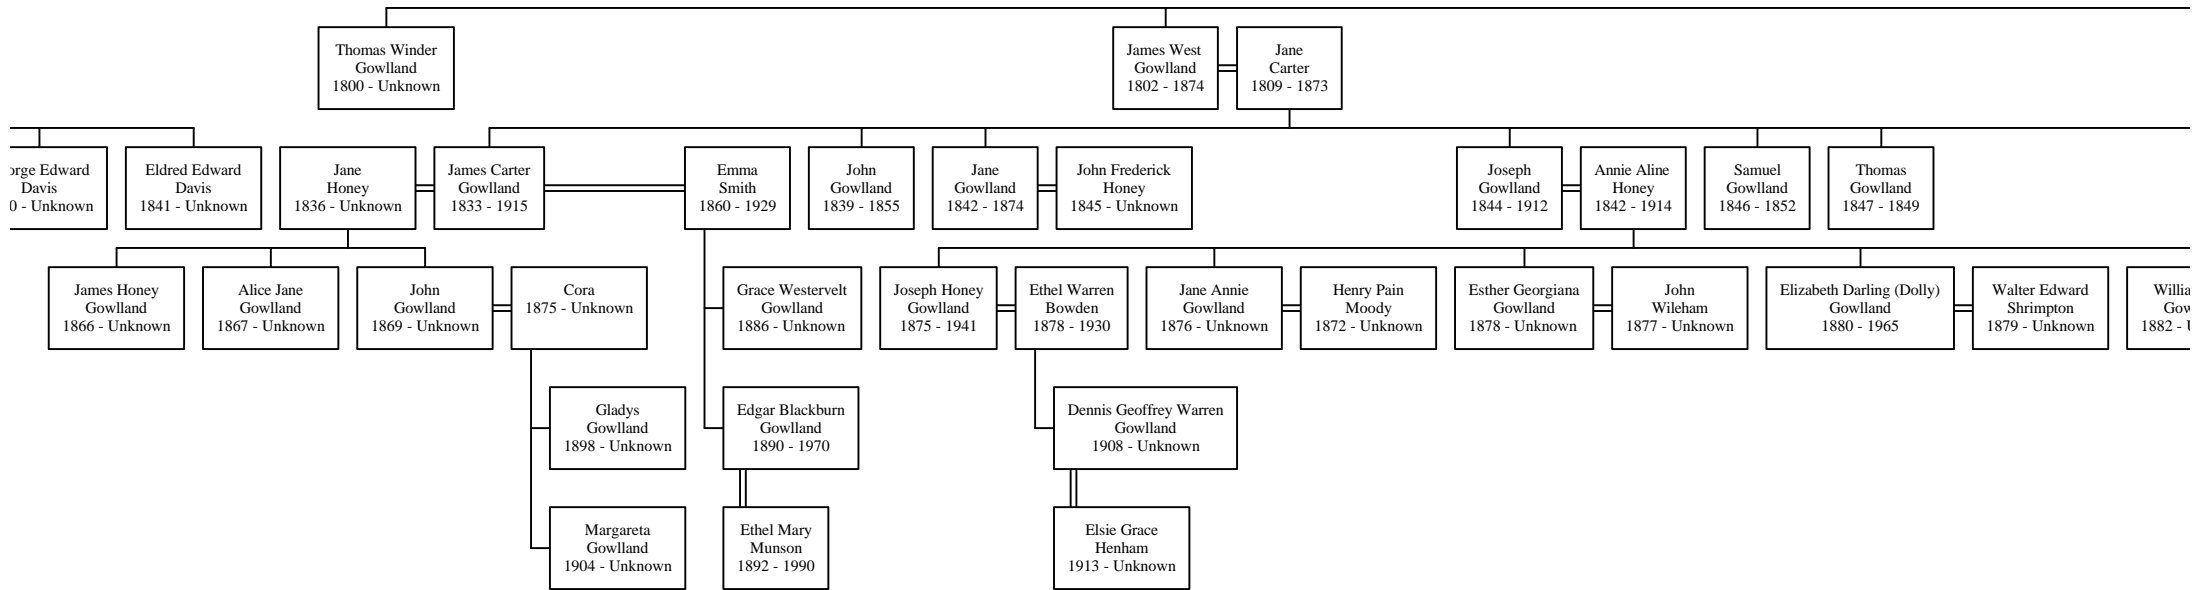 Thomas Winder
Gowlland
1800 - Unknown
James West
Gowlland
1802 - 1874
Jane
Carter
1809 - 1873
Edward
Davis
- Unknown
Eldred Edward
Davis
1841 - Unknown
Jane
Honey
1836 - Unknown
James Carter
Gowlland
1833 - 1915
Emma
Smith
1860 - 1929
John
Gowlland
1839 - 1855
Jane
Gowlland
1842 - 1874
John Frederick
Honey
1845 - Unknown
Joseph
Gowlland
1844 - 1912
Annie Aline
Honey
1842 - 1914
Samuel
Gowlland
1846 - 1852
Thomas
Gowlland
1847 - 1849
James Honey
Gowlland
1866 - Unknown
Alice Jane
Gowlland
1867 - Unknown
John
Gowlland
1869 - Unknown
Cora
1875 - Unknown
Grace Westervelt
Gowlland
1886 - Unknown
Joseph Honey
Gowlland
1875 - 1941
Ethel Warren
Bowden
1878 - 1930
Jane Annie
Gowlland
1876 - Unknown
Henry Pain
Moody
1872 - Unknown
Esther Georgiana
Gowlland
1878 - Unknown
John
Wileham
1877 - Unknown
Elizabeth Darling (Dolly)
Gowlland
1880 - 1965
Walter Edward
Shrimpton
1879 - Unknown
1882 -
Gladys
Gowlland
1898 - Unknown
Edgar Blackburn
Gowlland
1890 - 1970
Dennis Geoffrey Warren
Gowlland
1908 - Unknown
Margareta
Gowlland
1904 - Unknown
Ethel Mary
Munson
1892 - 1990
Elsie Grace
Henham
1913 - Unknown